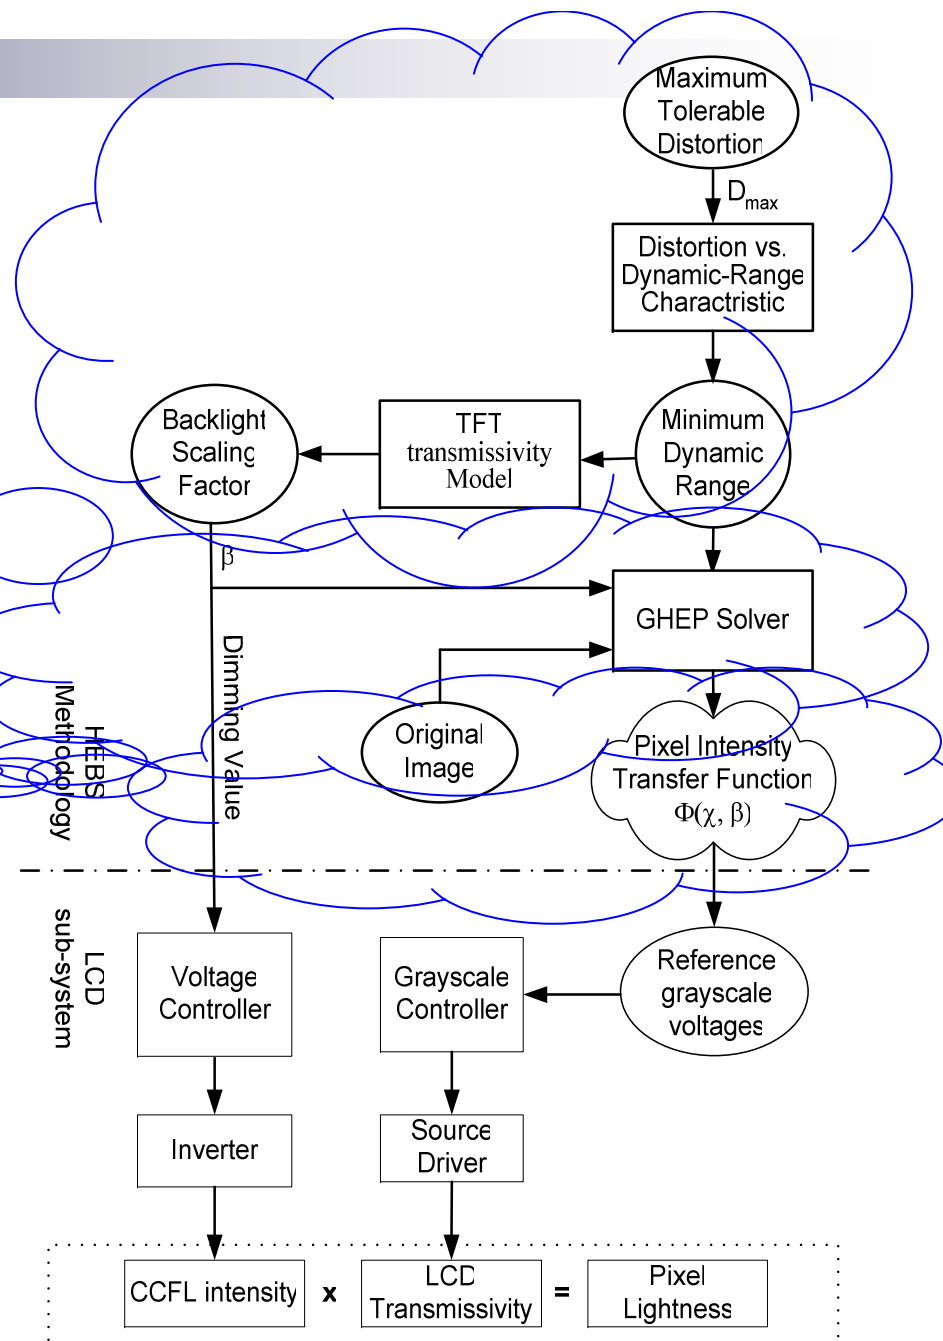 Maximum
Tolerable
Distortion
Dmax
Distortion vs.
Dynamic-Range
Charactristic
Backlight
Scaling
Factor
TFT
transmissivity
Model
Minimum
Dynamic
Range
β
GHEP Solver
Dimming Value
Original
Image
Pixel Intensity
Transfer Function
Φ(χ, β)
HEBS
Methodology
LCD
sub-system
Voltage
Controller
Grayscale
Controller
Reference
grayscale
voltages
Inverter
Source
Driver
CCFL intensity
x
LCD
Transmissivity
=
Pixel
Lightness